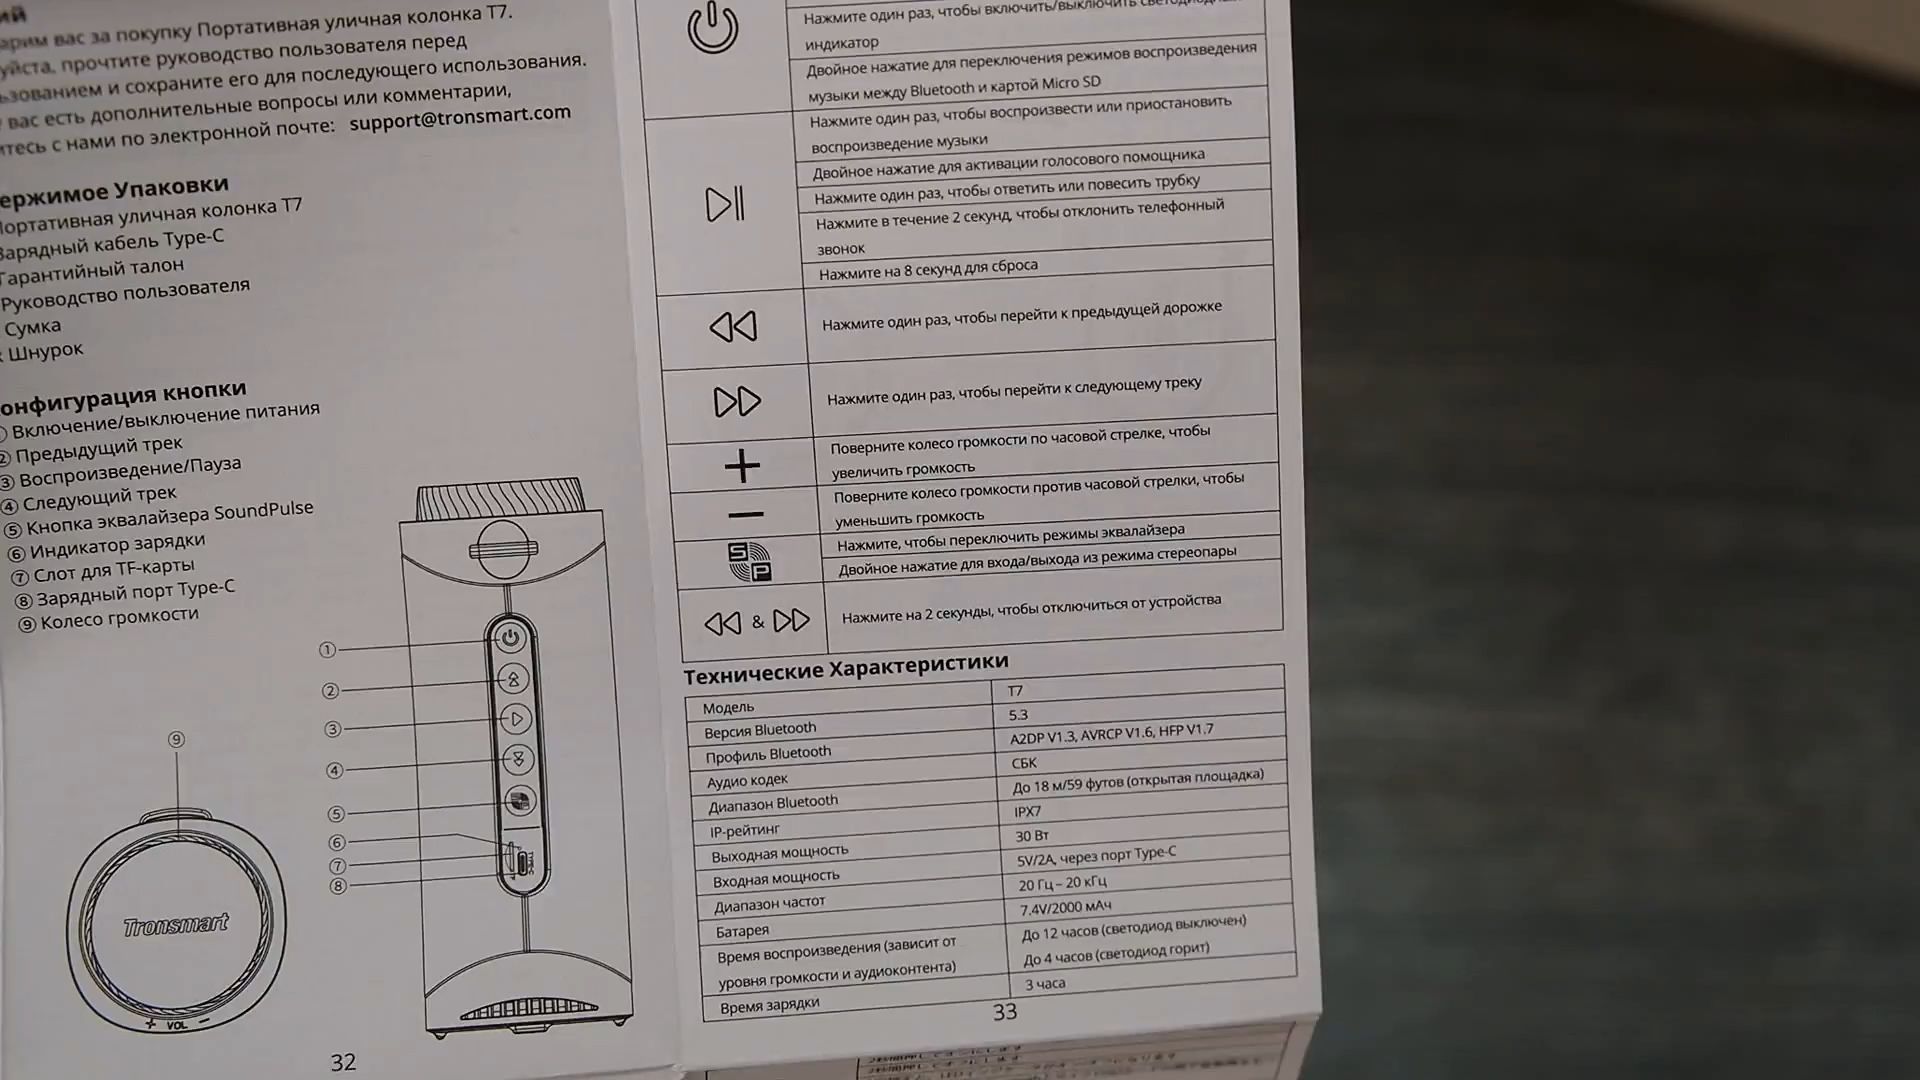 вас за покупку Портативная уличная колонка Т7.
прочтите руководство пользователя перед
и сохраните его для последующего использования.
вас есть дополнительные вопросы или комментарии,
с нами по электронной почте: support@tronsmart.com
ержимое Упаковки
Портативная уличная колонка Т7
Зарядный кабель Type-C
Гарантийный талон
Руководство пользователя
Сумка
Шнурок
онфигурация кнопки
Включение/выключение питания
② Предыдущий трек
③ Воспроизведение/Пауза
④ Следующий трек
⑤ Кнопка эквалайзера SoundPulse
⑥ Индикатор зарядки
⑦ Слот для TF-карты
⑧ Зарядный порт Type-C
⑨ Колесо громкости
①
②
③
④
⑤
⑥
⑦
⑧
⑨
Tronsmart
+ VOL −
32
Нажмите один раз, чтобы включить/выключить светодиодный
индикатор
Двойное нажатие для переключения режимов воспроизведения
музыки между Bluetooth и картой Micro SD
Нажмите один раз, чтобы воспроизвести или приостановить
воспроизведение музыки
Двойное нажатие для активации голосового помощника
Нажмите один раз, чтобы ответить или повесить трубку
Нажмите в течение 2 секунд, чтобы отклонить телефонный
звонок
Нажмите на 8 секунд для сброса
Нажмите один раз, чтобы перейти к предыдущей дорожке
Нажмите один раз, чтобы перейти к следующему треку
+ Поверните колесо громкости по часовой стрелке, чтобы
увеличить громкость
− Поверните колесо громкости против часовой стрелки, чтобы
уменьшить громкость
SP Нажмите, чтобы переключить режимы эквалайзера
Двойное нажатие для входа/выхода из режима стереопары
& Нажмите на 2 секунды, чтобы отключиться от устройства
Технические Характеристики
Модель T7
Версия Bluetooth 5.3
Профиль Bluetooth A2DP V1.3, AVRCP V1.6, HFP V1.7
Аудио кодек СБК
Диапазон Bluetooth До 18 м/59 футов (открытая площадка)
IP-рейтинг IPX7
Выходная мощность 30 Вт
Входная мощность 5V/2A, через порт Type-C
Диапазон частот 20 Гц – 20 кГц
Батарея 7.4V/2000 мАч
Время воспроизведения (зависит от До 12 часов (светодиод выключен)
уровня громкости и аудиоконтента) До 4 часов (светодиод горит)
Время зарядки 3 часа
33